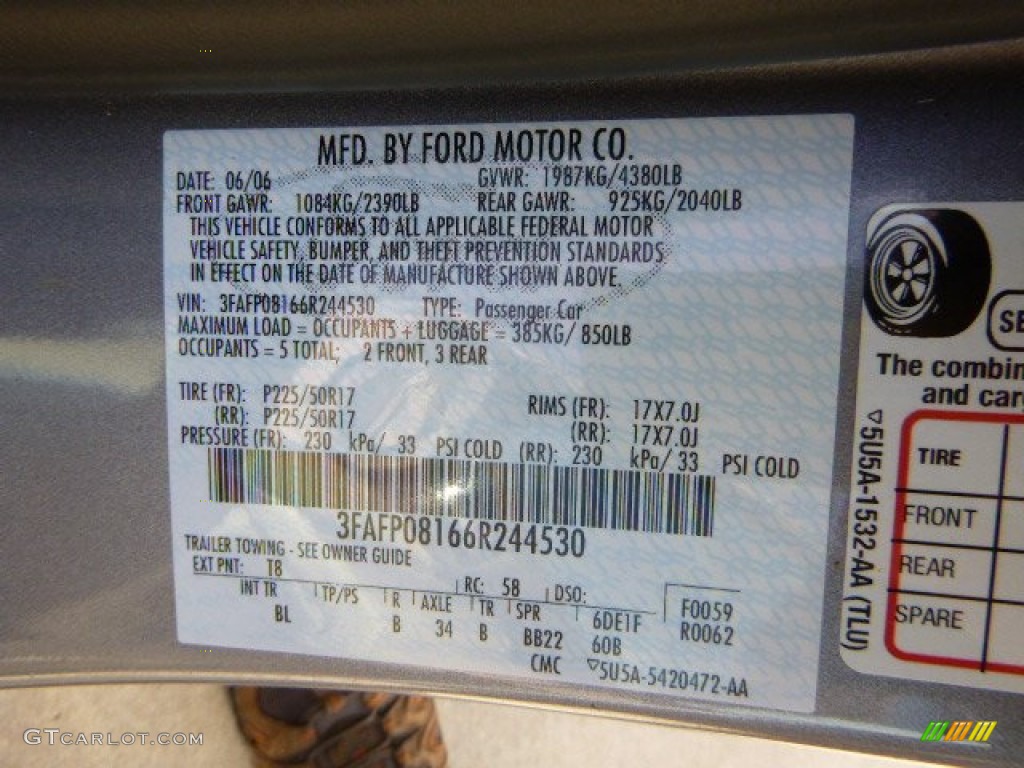 MFD. BY FORD MOTOR CO.
DATE: 06/06 GVWR: 1987KG/4380LB
FRONT GAWR: 1084KG/2390LB REAR GAWR: 925KG/2040LB
THIS VEHICLE CONFORMS TO ALL APPLICABLE FEDERAL MOTOR
VEHICLE SAFETY, BUMPER, AND THEFT PREVENTION STANDARDS
IN EFFECT ON THE DATE OF MANUFACTURE SHOWN ABOVE.
VIN: 3FAFP08166R244530 TYPE: Passenger Car
MAXIMUM LOAD = OCCUPANTS + LUGGAGE = 385KG/ 850LB
OCCUPANTS = 5 TOTAL; 2 FRONT, 3 REAR
TIRE (FR): P225/50R17 RIMS (FR): 17X7.0J
(RR): P225/50R17 (RR): 17X7.0J
PRESSURE (FR): 230 kPa/ 33 PSI COLD (RR): 230 kPa/ 33 PSI COLD
3FAFP08166R244530
TRAILER TOWING - SEE OWNER GUIDE
EXT PNT: T8 RC: 58 DSO:
INT TR TP/PS R AXLE TR SPR 6DE1F F0059
BL B 34 B BB22 60B R0062
CMC ▽5U5A-5420472-AA
SE
The combin
and car
TIRE
FRONT
REAR
SPARE
▽5U5A-1532-AA (TLU)
GTCARLOT.COM